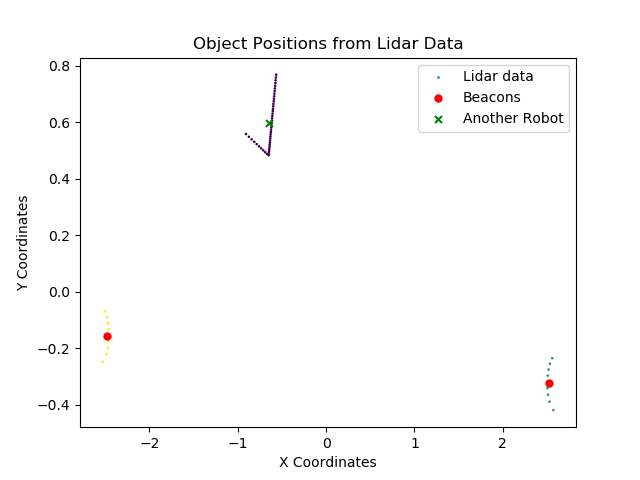 Object Positions from Lidar Data
Lidar data
Beacons
Another Robot
Y Coordinates
0.8
0.6
0.4
0.2
0.0
−0.2
−0.4
−2
−1
0
1
2
X Coordinates